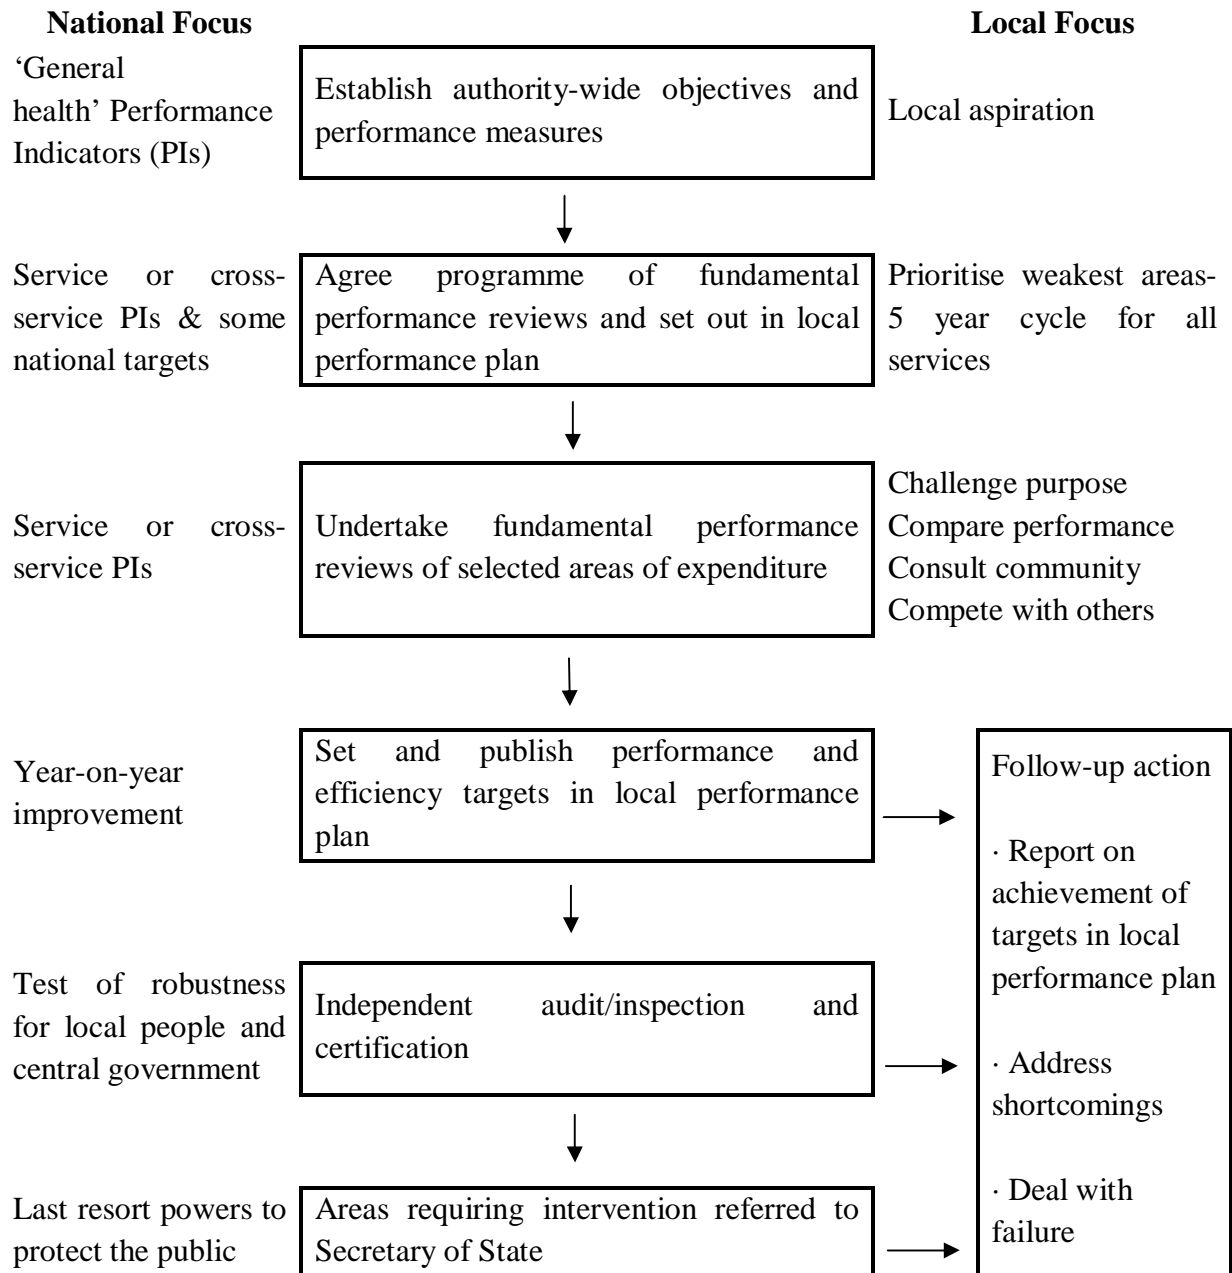 National Focus
Local Focus
‘General
health’ Performance
Indicators (PIs)
Establish authority-wide objectives and
performance measures
Local aspiration
Service or cross-
service PIs & some
national targets
Agree programme of fundamental
performance reviews and set out in local
performance plan
Prioritise weakest areas-
5 year cycle for all
services
Service or cross-
service PIs
Undertake fundamental performance
reviews of selected areas of expenditure
Challenge purpose
Compare performance
Consult community
Compete with others
Year-on-year
improvement
Set and publish performance and
efficiency targets in local performance
plan
Follow-up action
· Report on
achievement of
targets in local
performance plan
· Address
shortcomings
· Deal with
failure
Test of robustness
for local people and
central government
Independent audit/inspection and
certification
Last resort powers to
protect the public
Areas requiring intervention referred to
Secretary of State